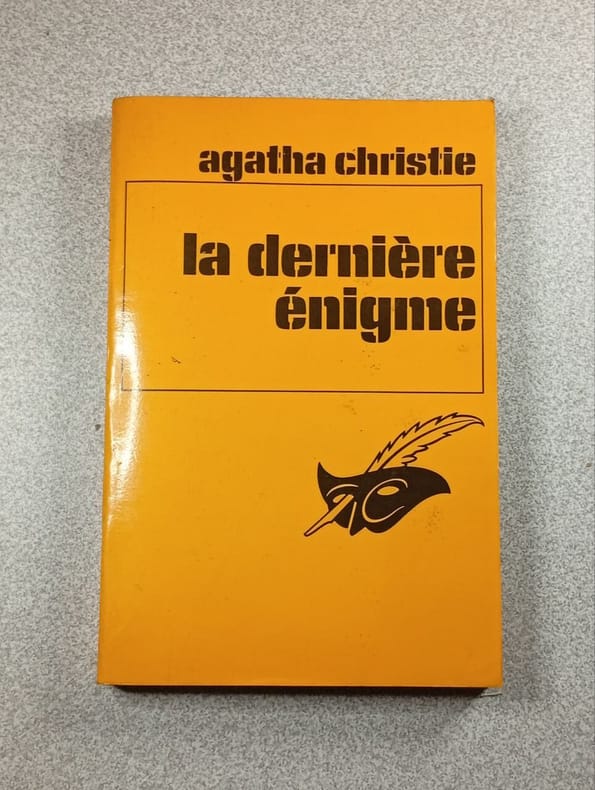 agatha christie
la dernière
énigme